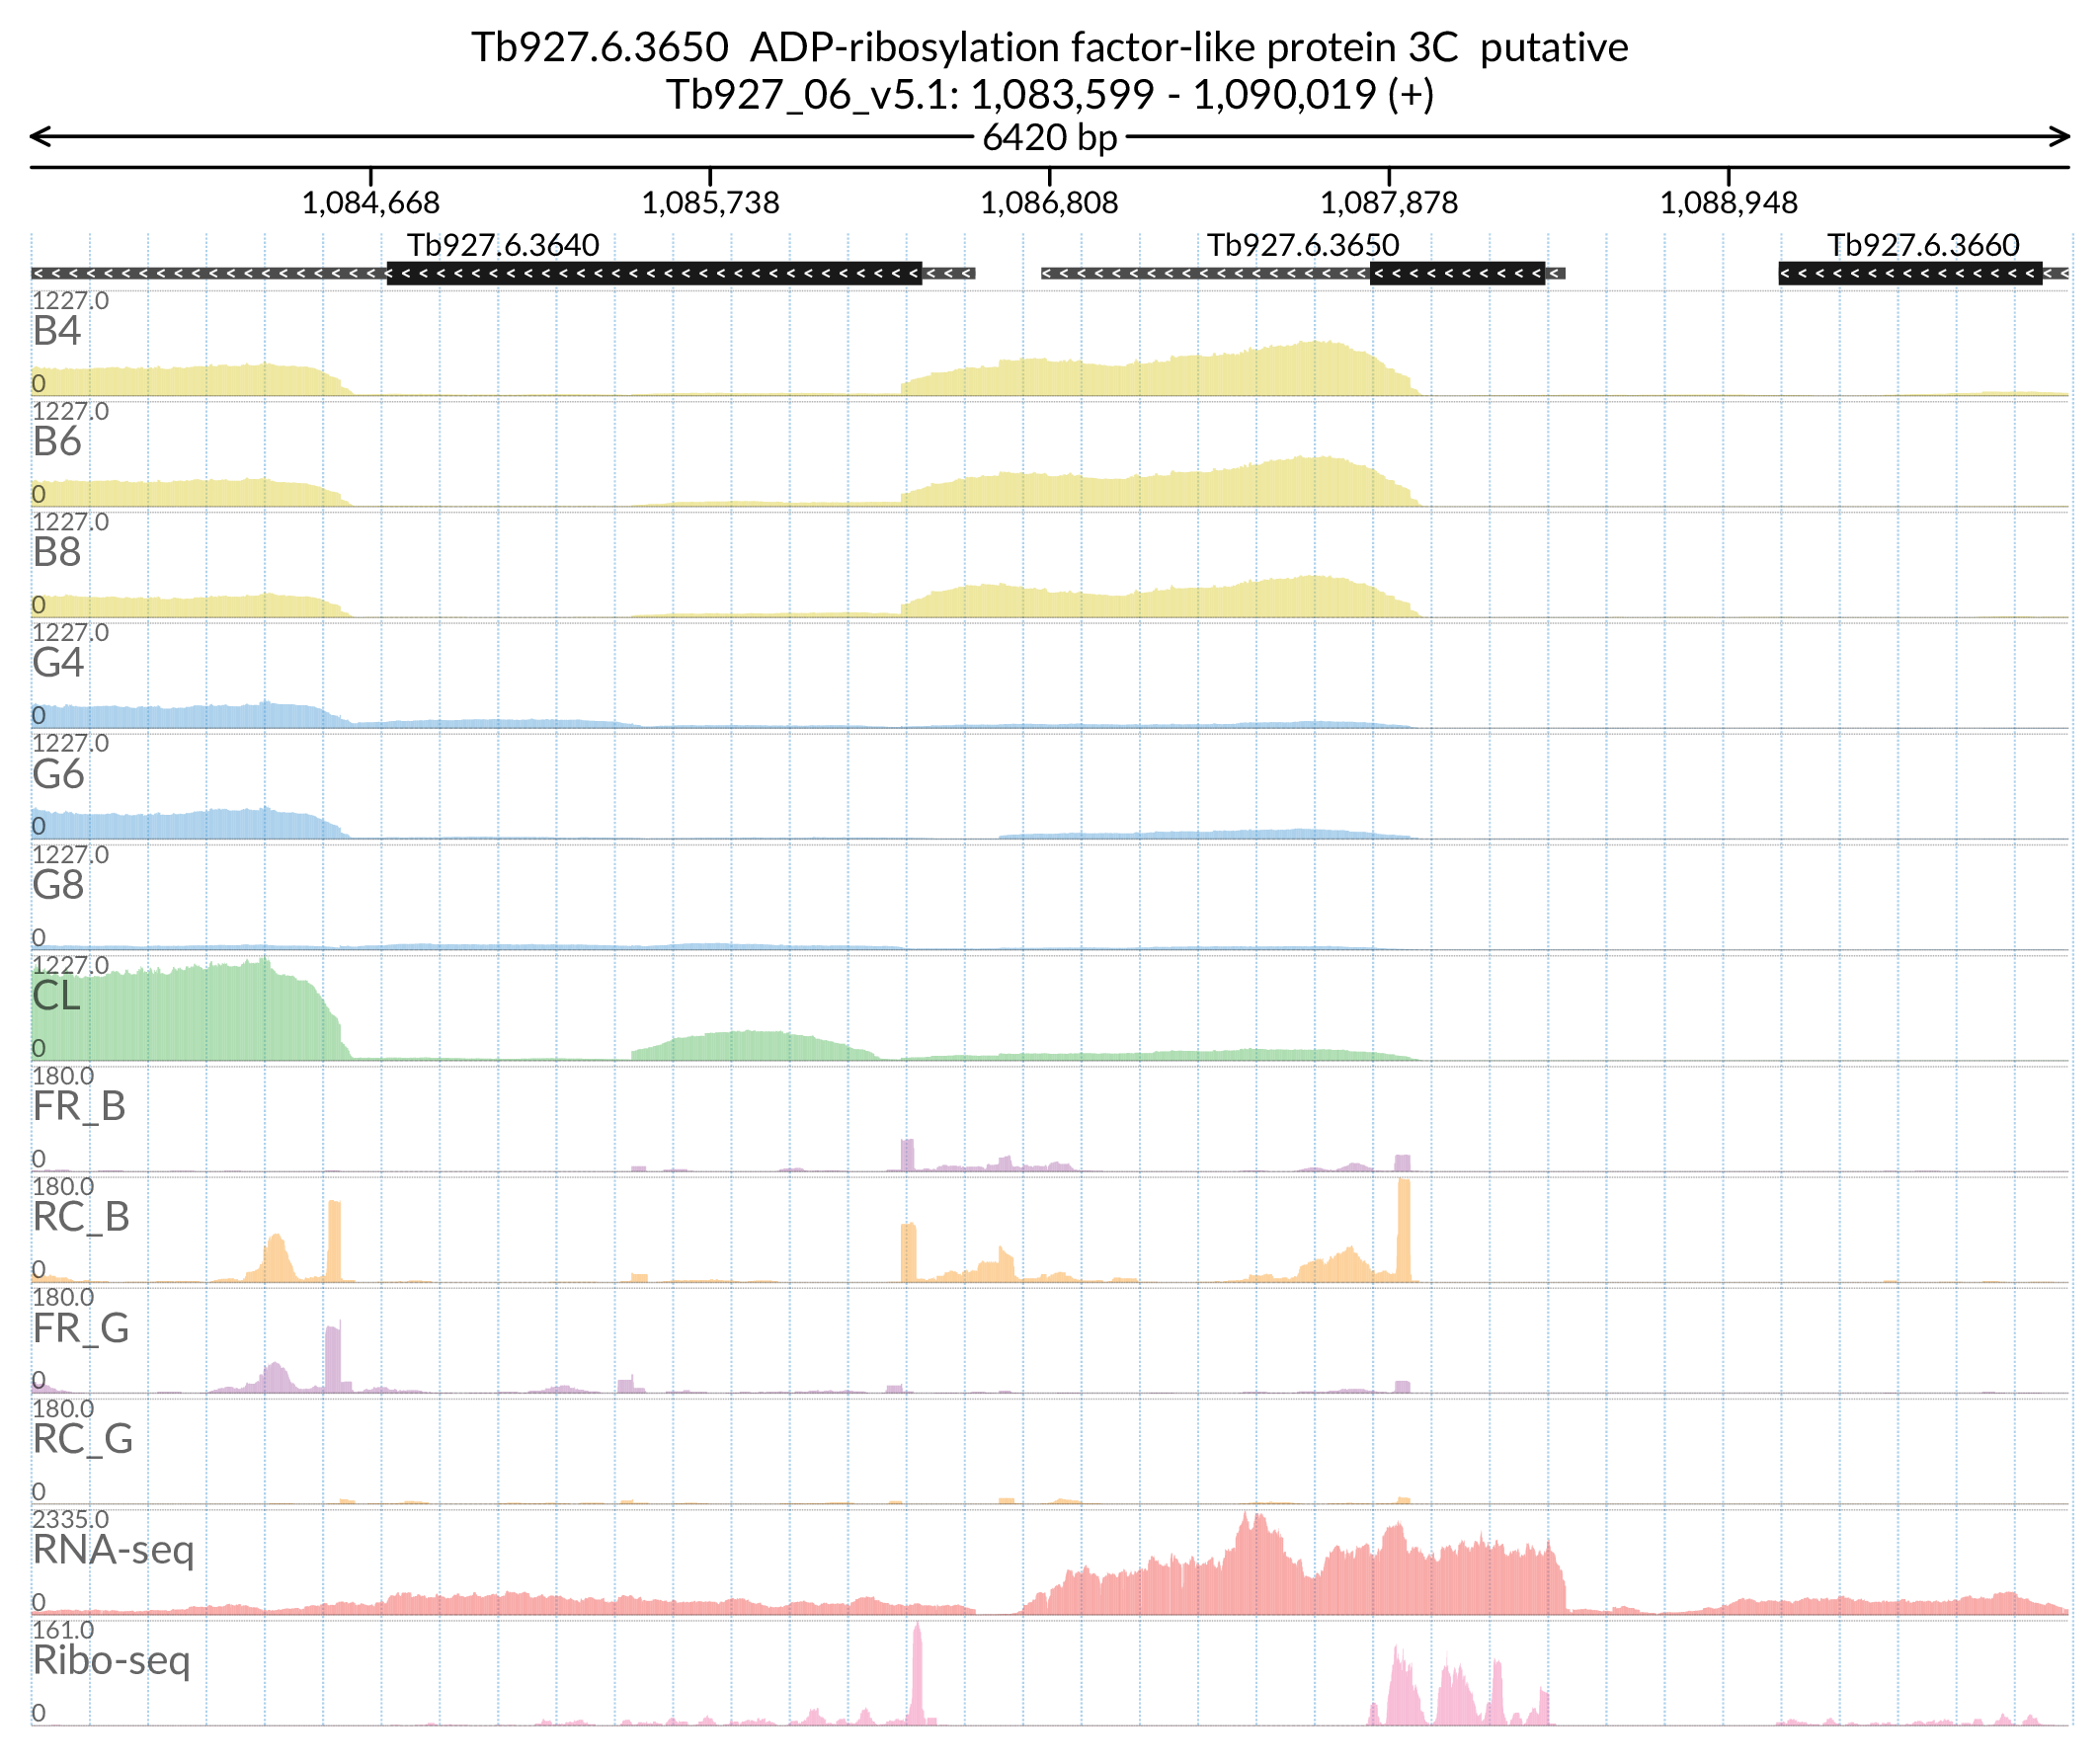 Tb927.6.3650  ADP-ribosylation factor-like protein 3C  putative
Tb927_06_v5.1: 1,083,599 - 1,090,019 (+)
6420 bp
1,084,668 1,085,738 1,086,808 1,087,878 1,088,948
Tb927.6.3640 Tb927.6.3650 Tb927.6.3660
1227.0
B4
0
1227.0
B6
0
1227.0
B8
0
1227.0
G4
0
1227.0
G6
0
1227.0
G8
0
1227.0
CL
0
180.0
FR_B
0
180.0
RC_B
0
180.0
FR_G
0
180.0
RC_G
0
2335.0
RNA-seq
0
161.0
Ribo-seq
0